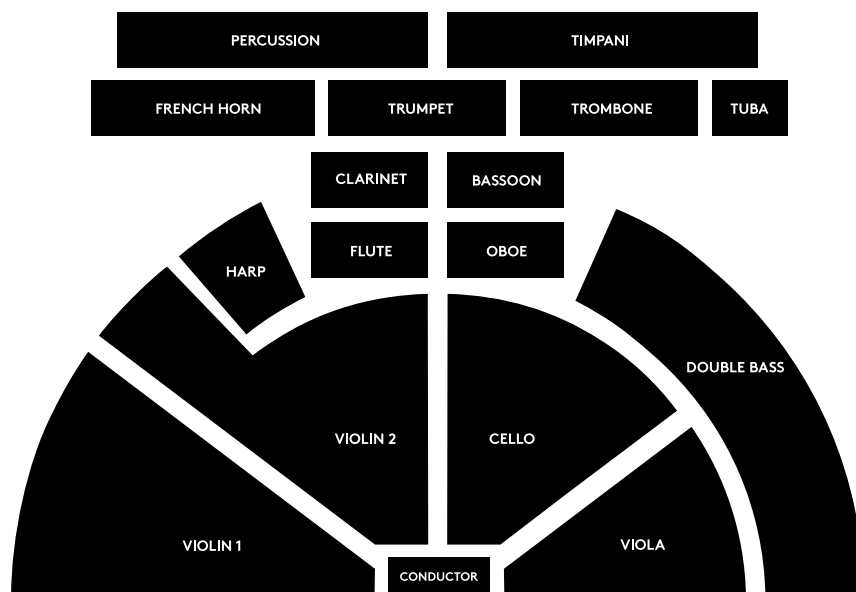 PERCUSSION
TIMPANI
FRENCH HORN
TRUMPET
TROMBONE
TUBA
CLARINET
BASSOON
HARP
FLUTE
OBOE
DOUBLE BASS
VIOLIN 2
CELLO
VIOLIN 1
VIOLA
CONDUCTOR